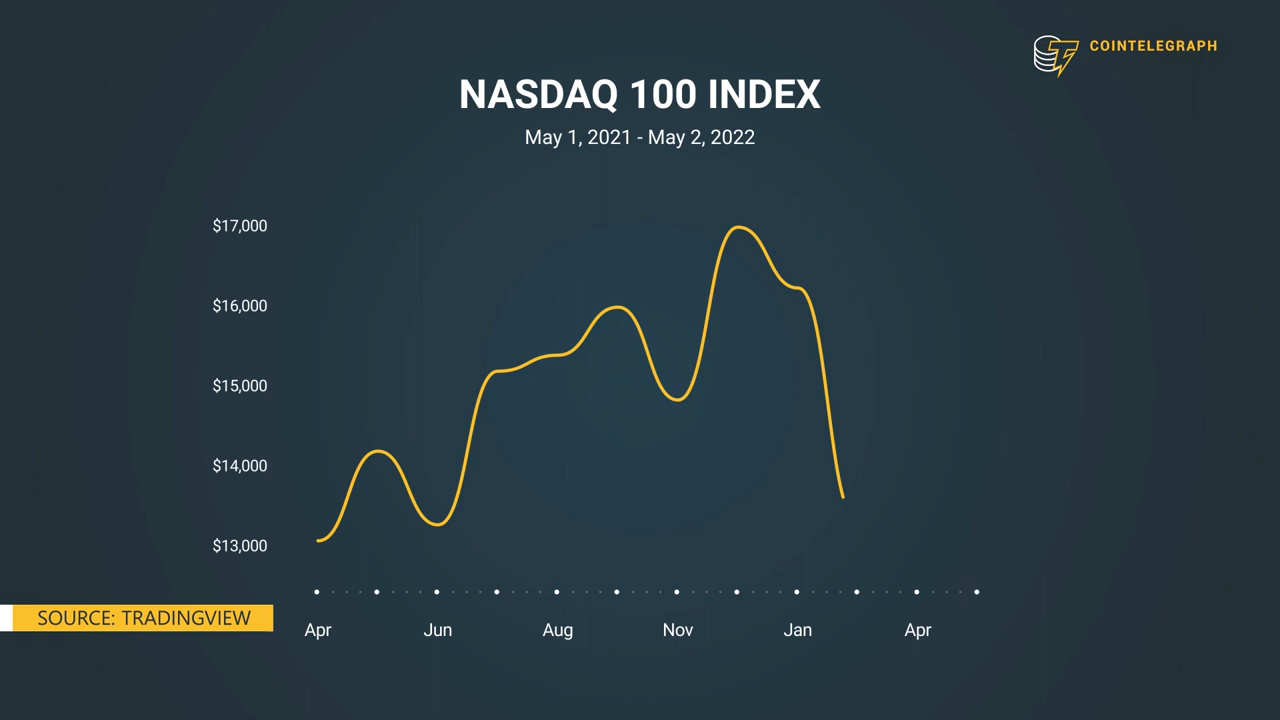 COINTELEGRAPH
NASDAQ 100 INDEX
May 1, 2021 - May 2, 2022
$17,000
$16,000
$15,000
$14,000
$13,000
SOURCE: TRADINGVIEW
Apr Jun Aug Nov Jan Apr